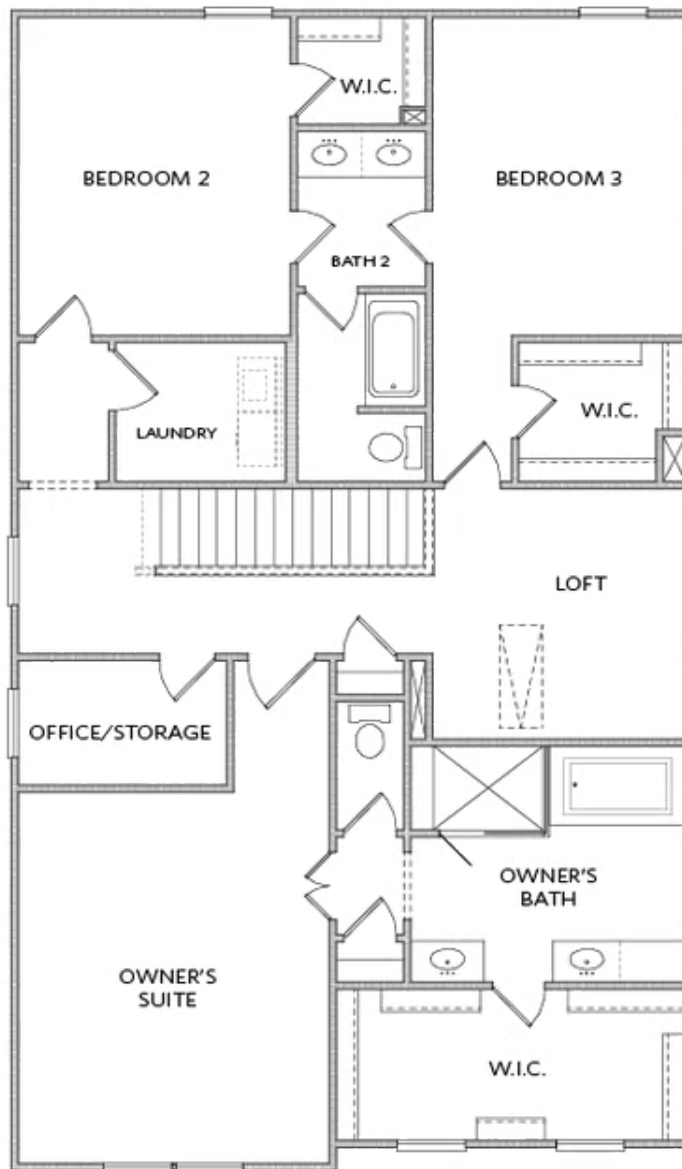 W.I.C.
BEDROOM 2
BEDROOM 3
BATH 2
W.I.C.
LAUNDRY
LOFT
OFFICE/STORAGE
OWNER'S
BATH
OWNER'S
SUITE
W.I.C.